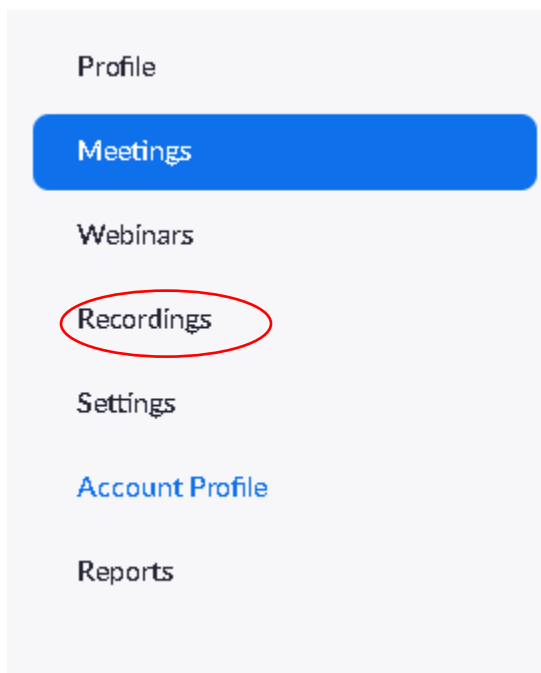 Profile
Meetings
Webinars
Recordings
Settings
Account Profile
Reports